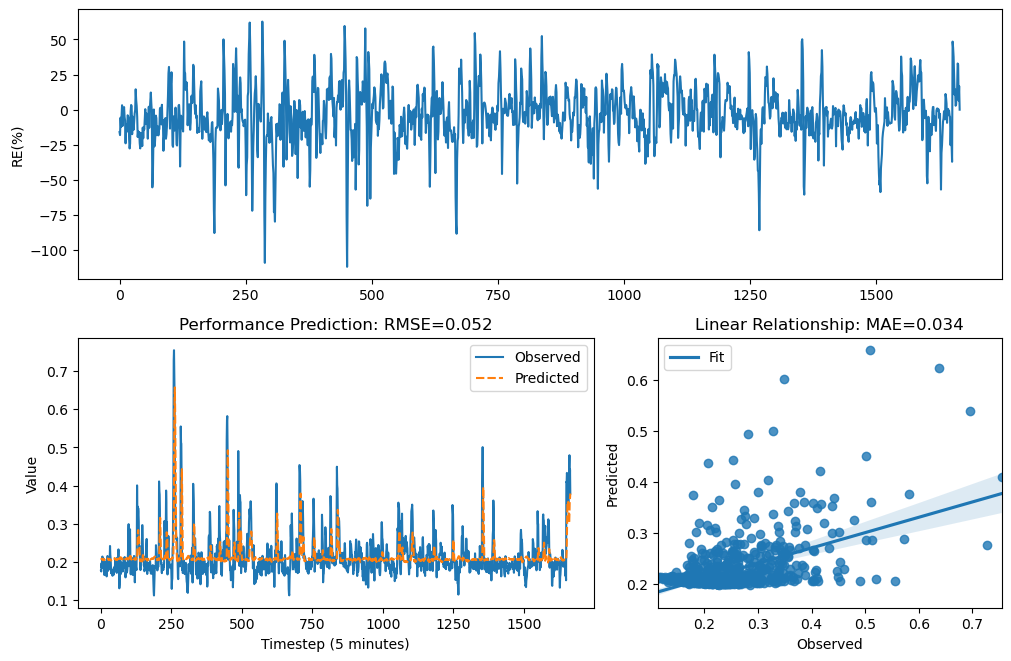 RE(%)
50
25
0
−25
−50
−75
−100
0 250 500 750 1000 1250 1500
Performance Prediction: RMSE=0.052
Value
0.7
0.6
0.5
0.4
0.3
0.2
0.1
Observed
Predicted
0 250 500 750 1000 1250 1500
Timestep (5 minutes)
Linear Relationship: MAE=0.034
Predicted
0.6
0.5
0.4
0.3
0.2
Fit
0.2 0.3 0.4 0.5 0.6 0.7
Observed